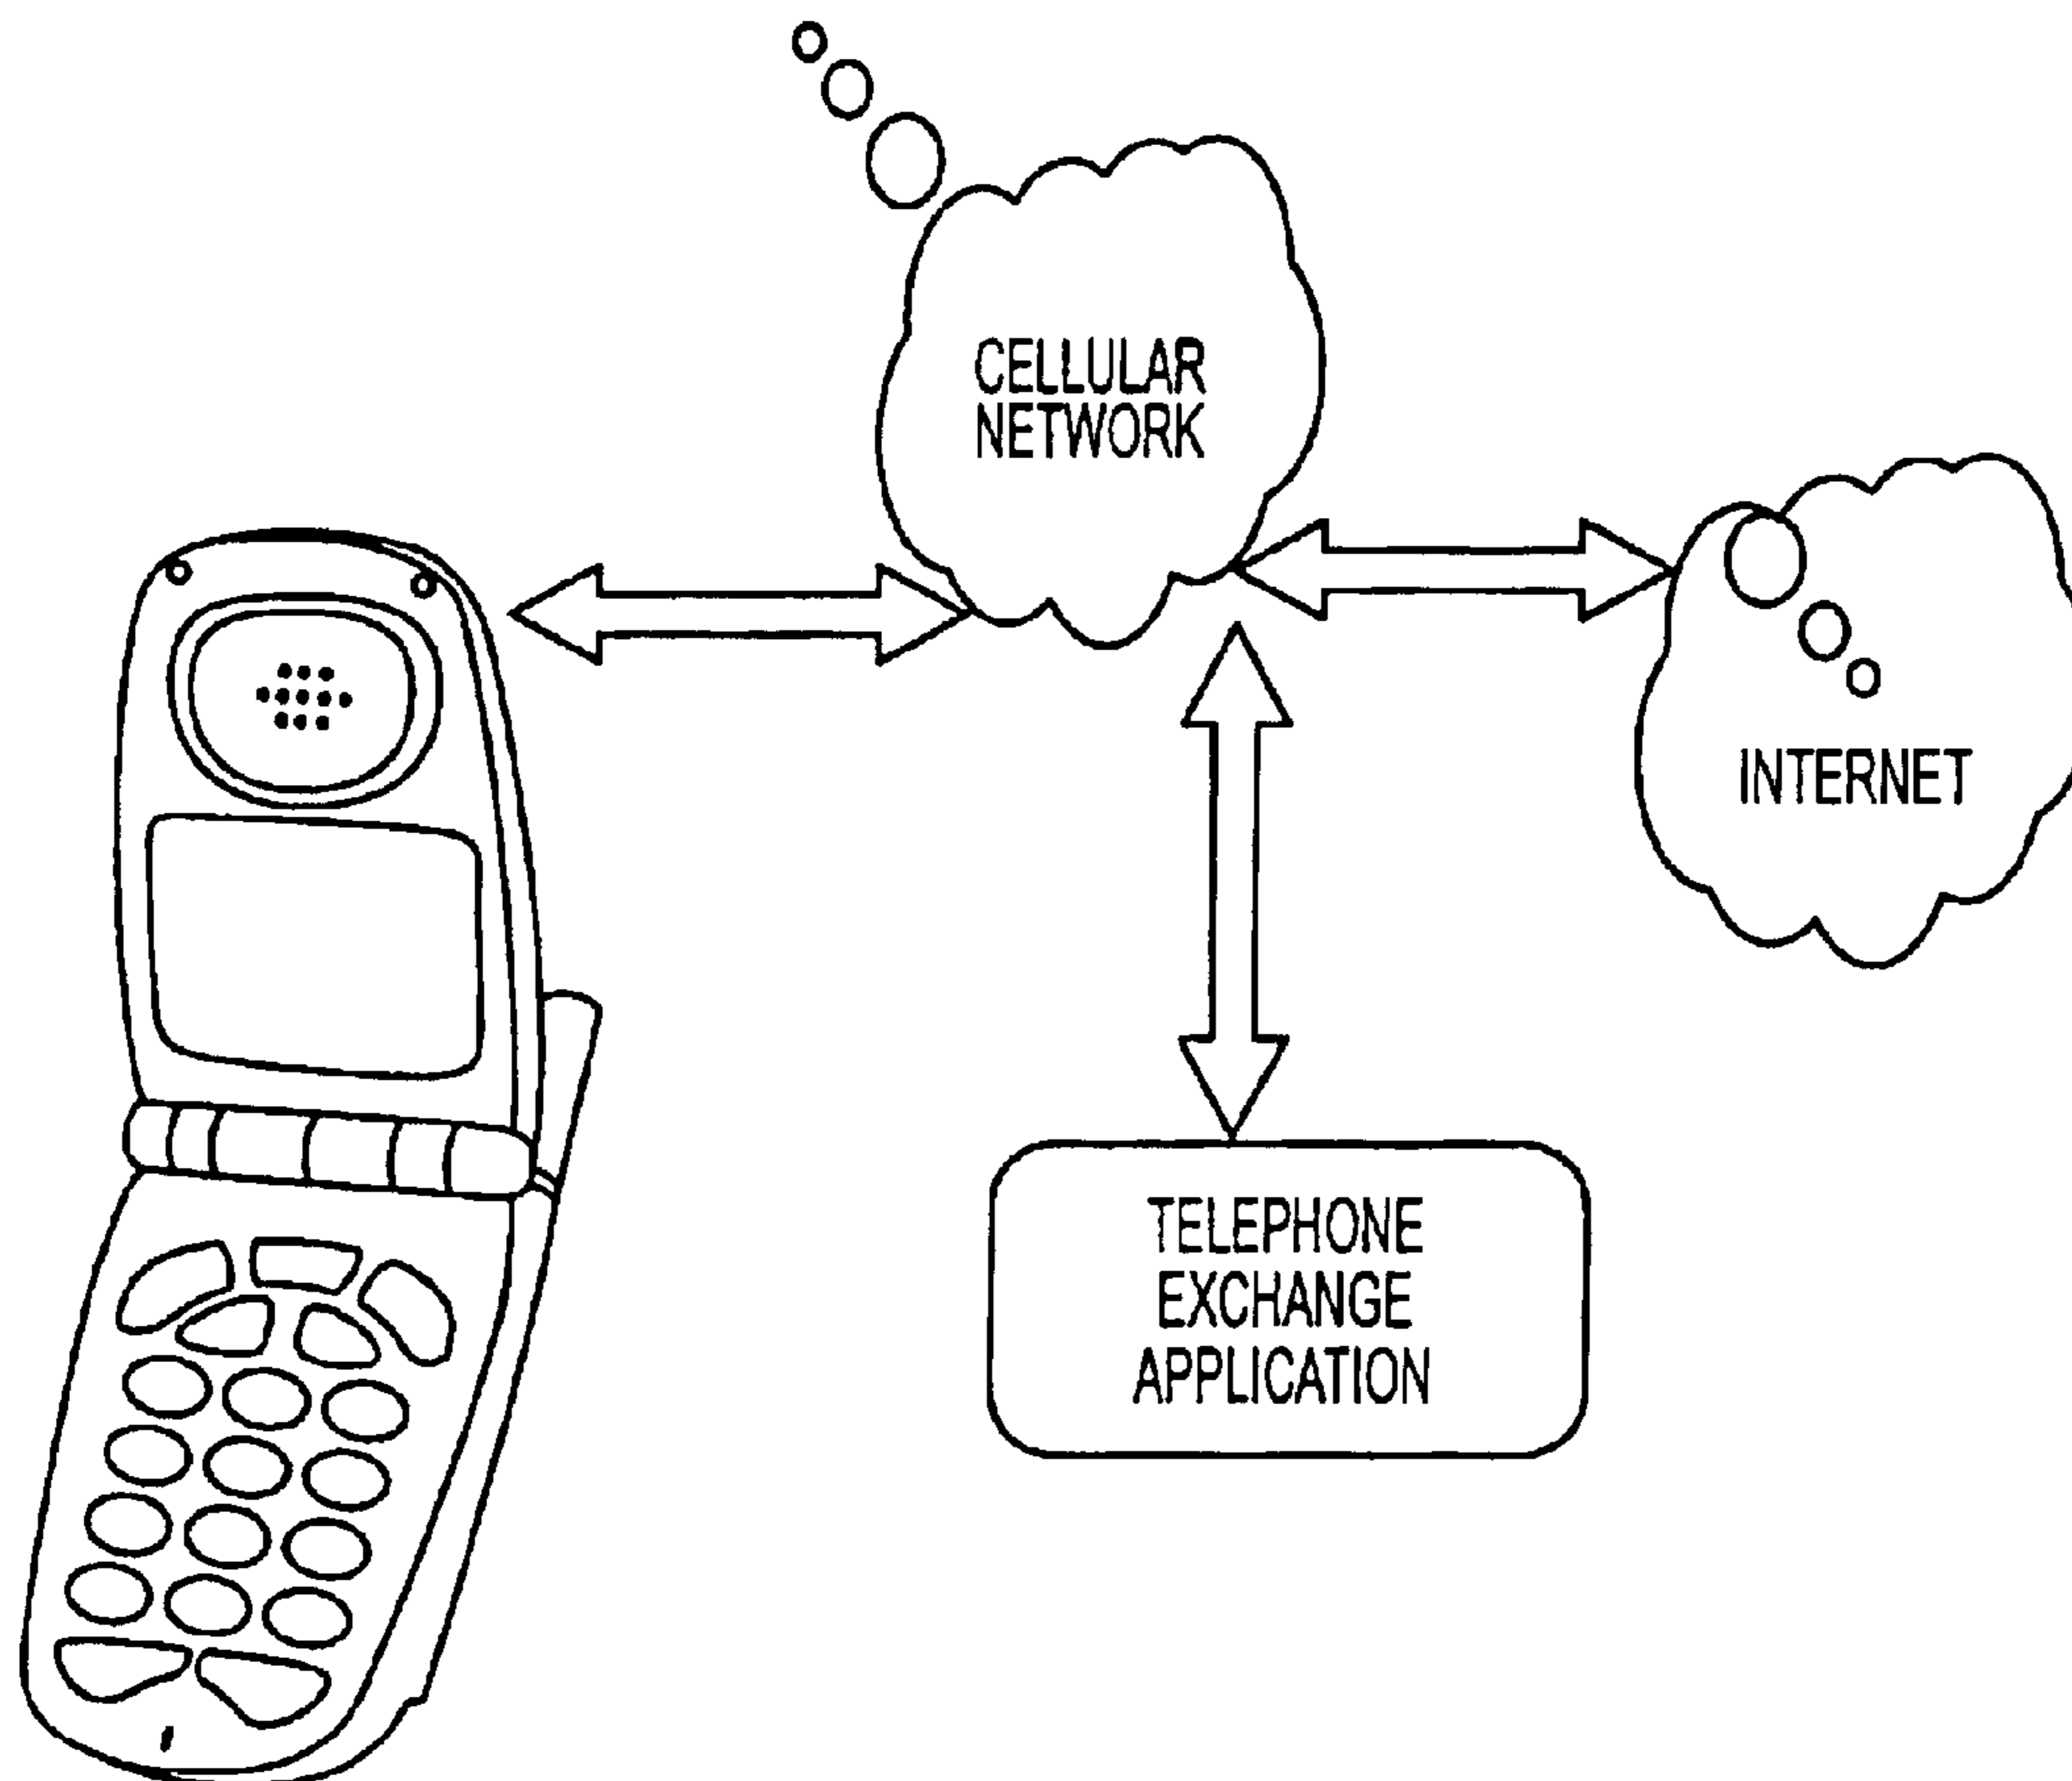 CELLULAR
NETWORK
INTERNET
TELEPHONE
EXCHANGE
APPLICATION